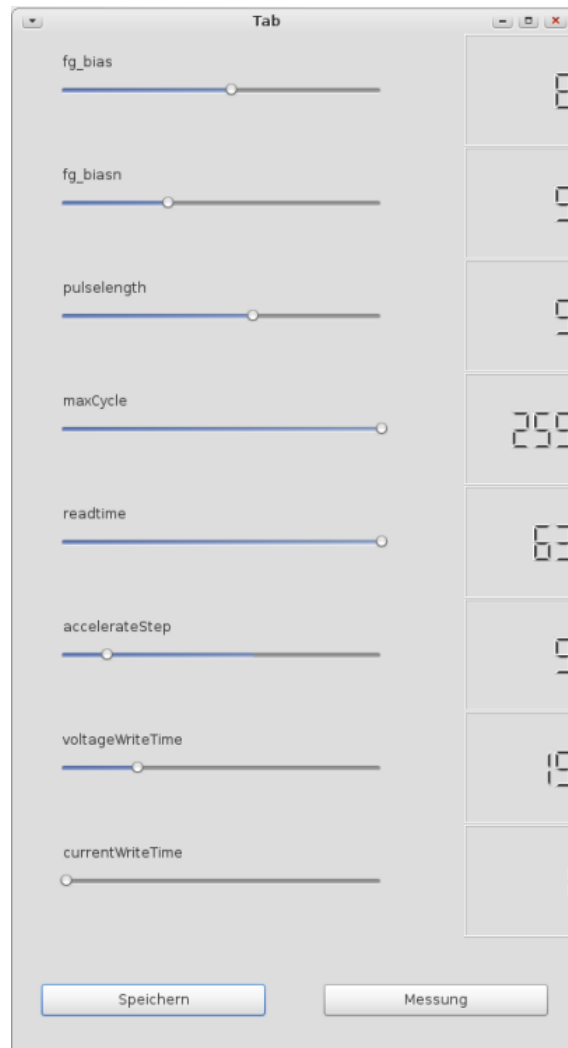 Tab
fg_bias
fg_biasn
pulselength
maxCycle
readtime
accelerateStep
voltageWriteTime
currentWriteTime
Speichern
Messung